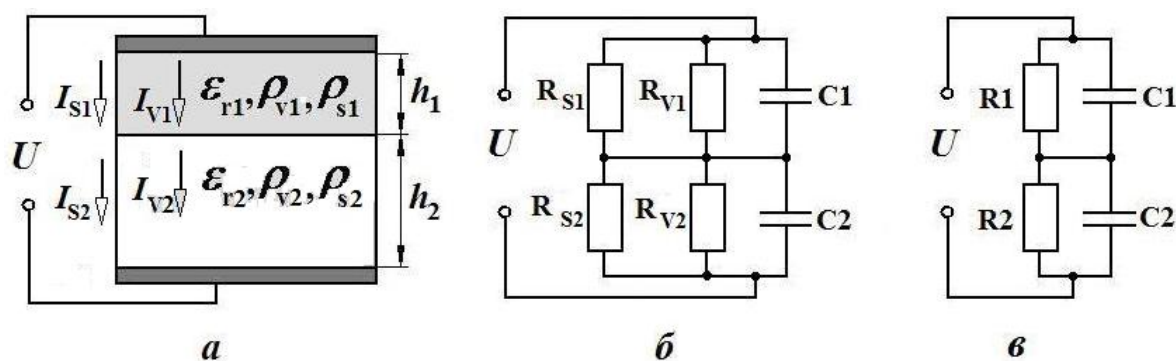 I_S1 I_V1 ε_r1, ρ_v1, ρ_s1 h_1
U
I_S2 I_V2 ε_r2, ρ_v2, ρ_s2 h_2
а
R_S1 R_V1 C1
U
R_S2 R_V2 C2
б
R1 C1
U
R2 C2
в